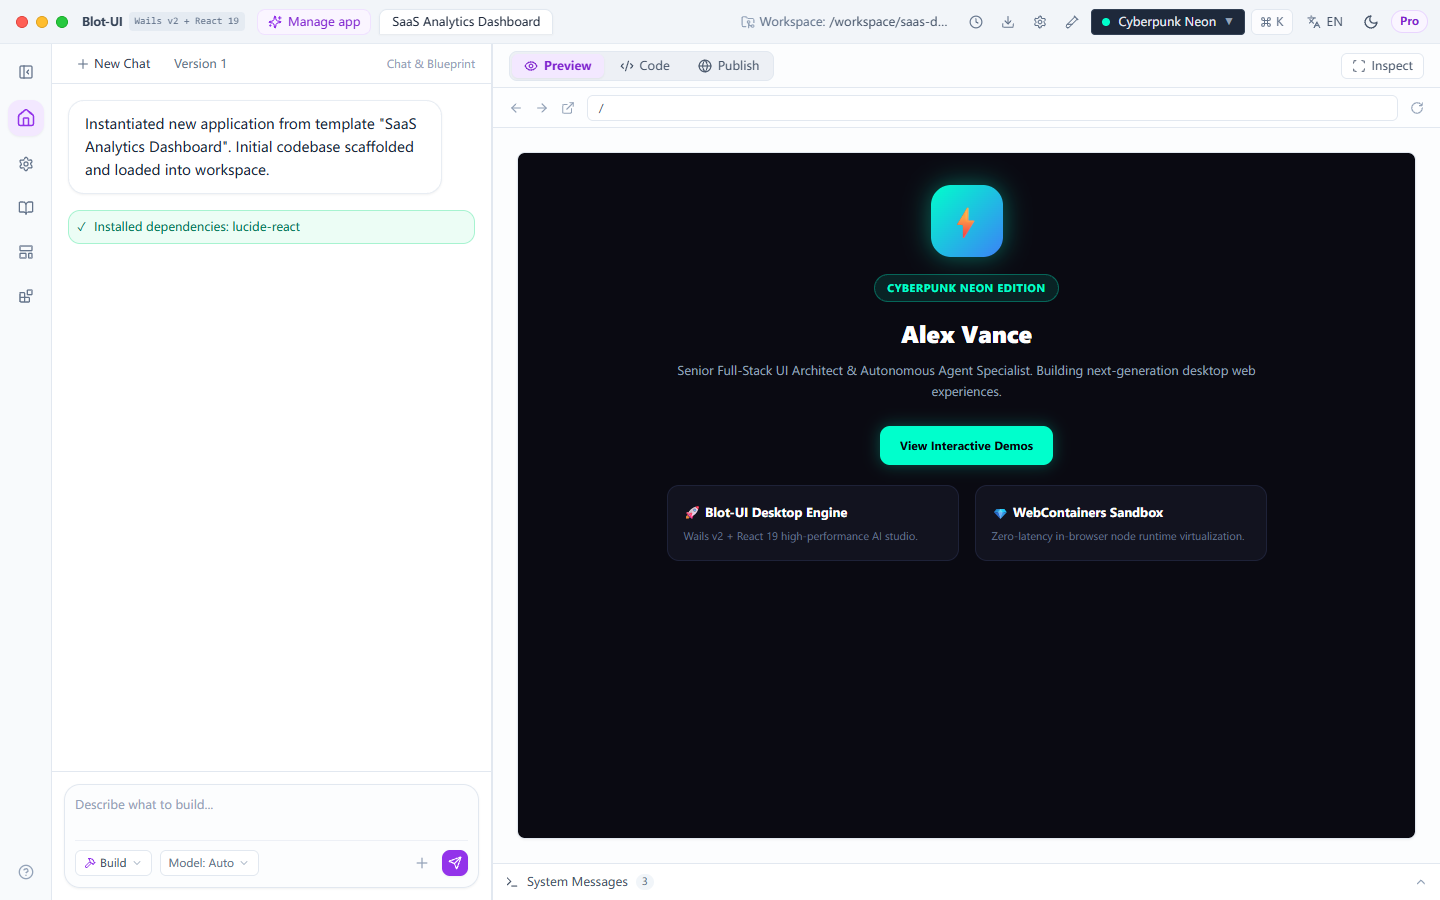 Blot-UI
Wails v2 + React 19
Manage app
SaaS Analytics Dashboard
Workspace: /workspace/saas-d...
Cyberpunk Neon ▼
⌘ K
EN
Pro
+ New Chat
Version 1
Chat & Blueprint
Instantiated new application from template "SaaS
Analytics Dashboard". Initial codebase scaffolded
and loaded into workspace.
✓ Installed dependencies: lucide-react
Describe what to build...
Build
Model: Auto
Preview
Code
Publish
Inspect
/
CYBERPUNK NEON EDITION
Alex Vance
Senior Full-Stack UI Architect & Autonomous Agent Specialist. Building next-generation desktop web
experiences.
View Interactive Demos
🚀 Blot-UI Desktop Engine
Wails v2 + React 19 high-performance AI studio.
💎 WebContainers Sandbox
Zero-latency in-browser node runtime virtualization.
System Messages 3